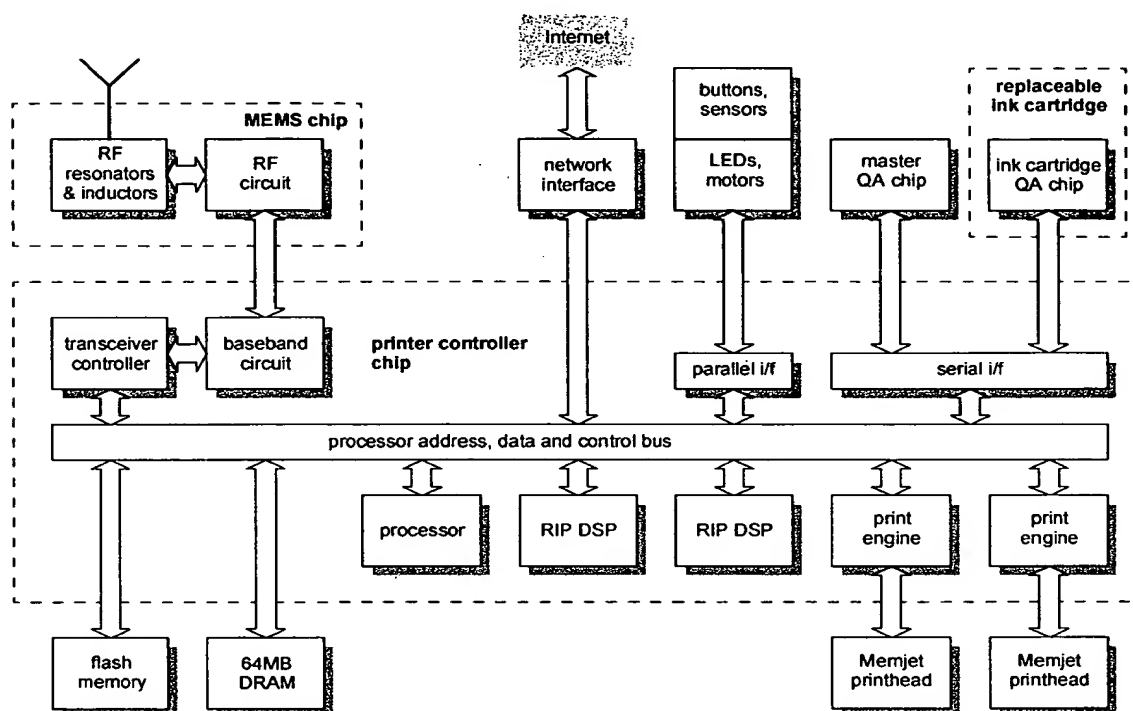 Internet
MEMS chip
RF
resonators
& inductors
RF
circuit
network
interface
buttons,
sensors
LEDs,
motors
master
QA chip
replaceable
ink cartridge
ink cartridge
QA chip
transceiver
controller
baseband
circuit
printer controller
chip
parallel i/f
serial i/f
processor address, data and control bus
processor
RIP DSP
RIP DSP
print
engine
print
engine
flash
memory
64MB
DRAM
Memjet
printhead
Memjet
printhead